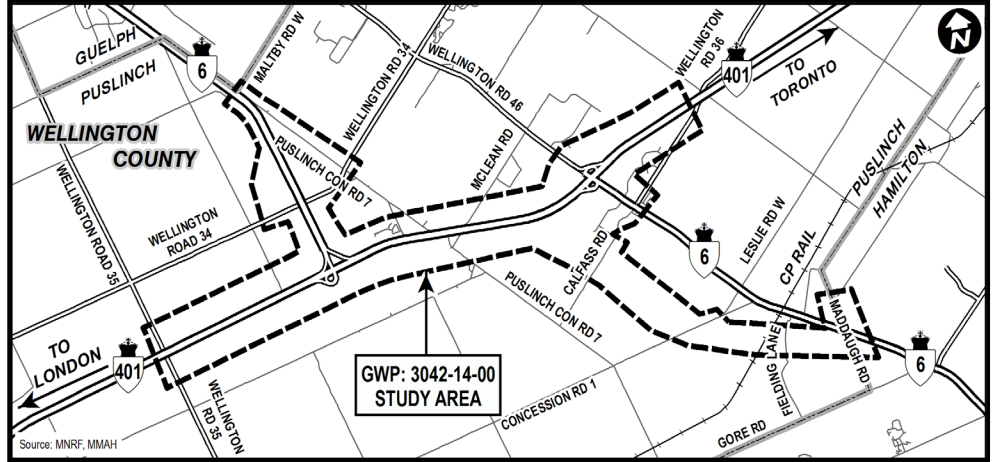 GUELPH
PUSLINCH
6
MALTBY RD W
WELLINGTON RD 34
WELLINGTON RD 46
WELLINGTON
RD 36
401
TO
TORONTO
N
WELLINGTON
COUNTY
PUSLINCH CON RD 7
MCLEAN RD
PUSLINCH
HAMILTON
WELLINGTON ROAD 35
WELLINGTON
ROAD 34
CALFASS RD
6
LESLIE RD W
CP RAIL
PUSLINCH CON RD 7
MADDAUGH RD
FIELDING LANE
6
TO
LONDON
401
GWP: 3042-14-00
STUDY AREA
WELLINGTON
RD 35
CONCESSION RD 1
GORE RD
Source: MNRF, MMAH